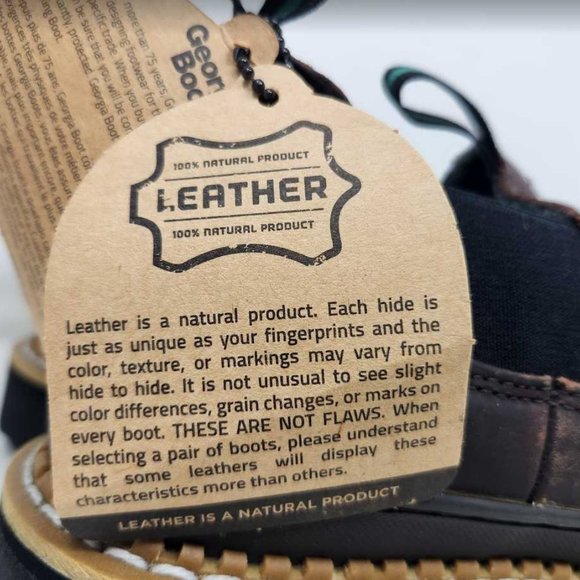 Georgia
Boot
100% NATURAL PRODUCT
LEATHER
100% NATURAL PRODUCT
Leather is a natural product. Each hide is
just as unique as your fingerprints and the
color, texture, or markings may vary from
hide to hide. It is not unusual to see slight
color differences, grain changes, or marks on
every boot. THESE ARE NOT FLAWS. When
selecting a pair of boots, please understand
that some leathers will display these
characteristics more than others.
LEATHER IS A NATURAL PRODUCT